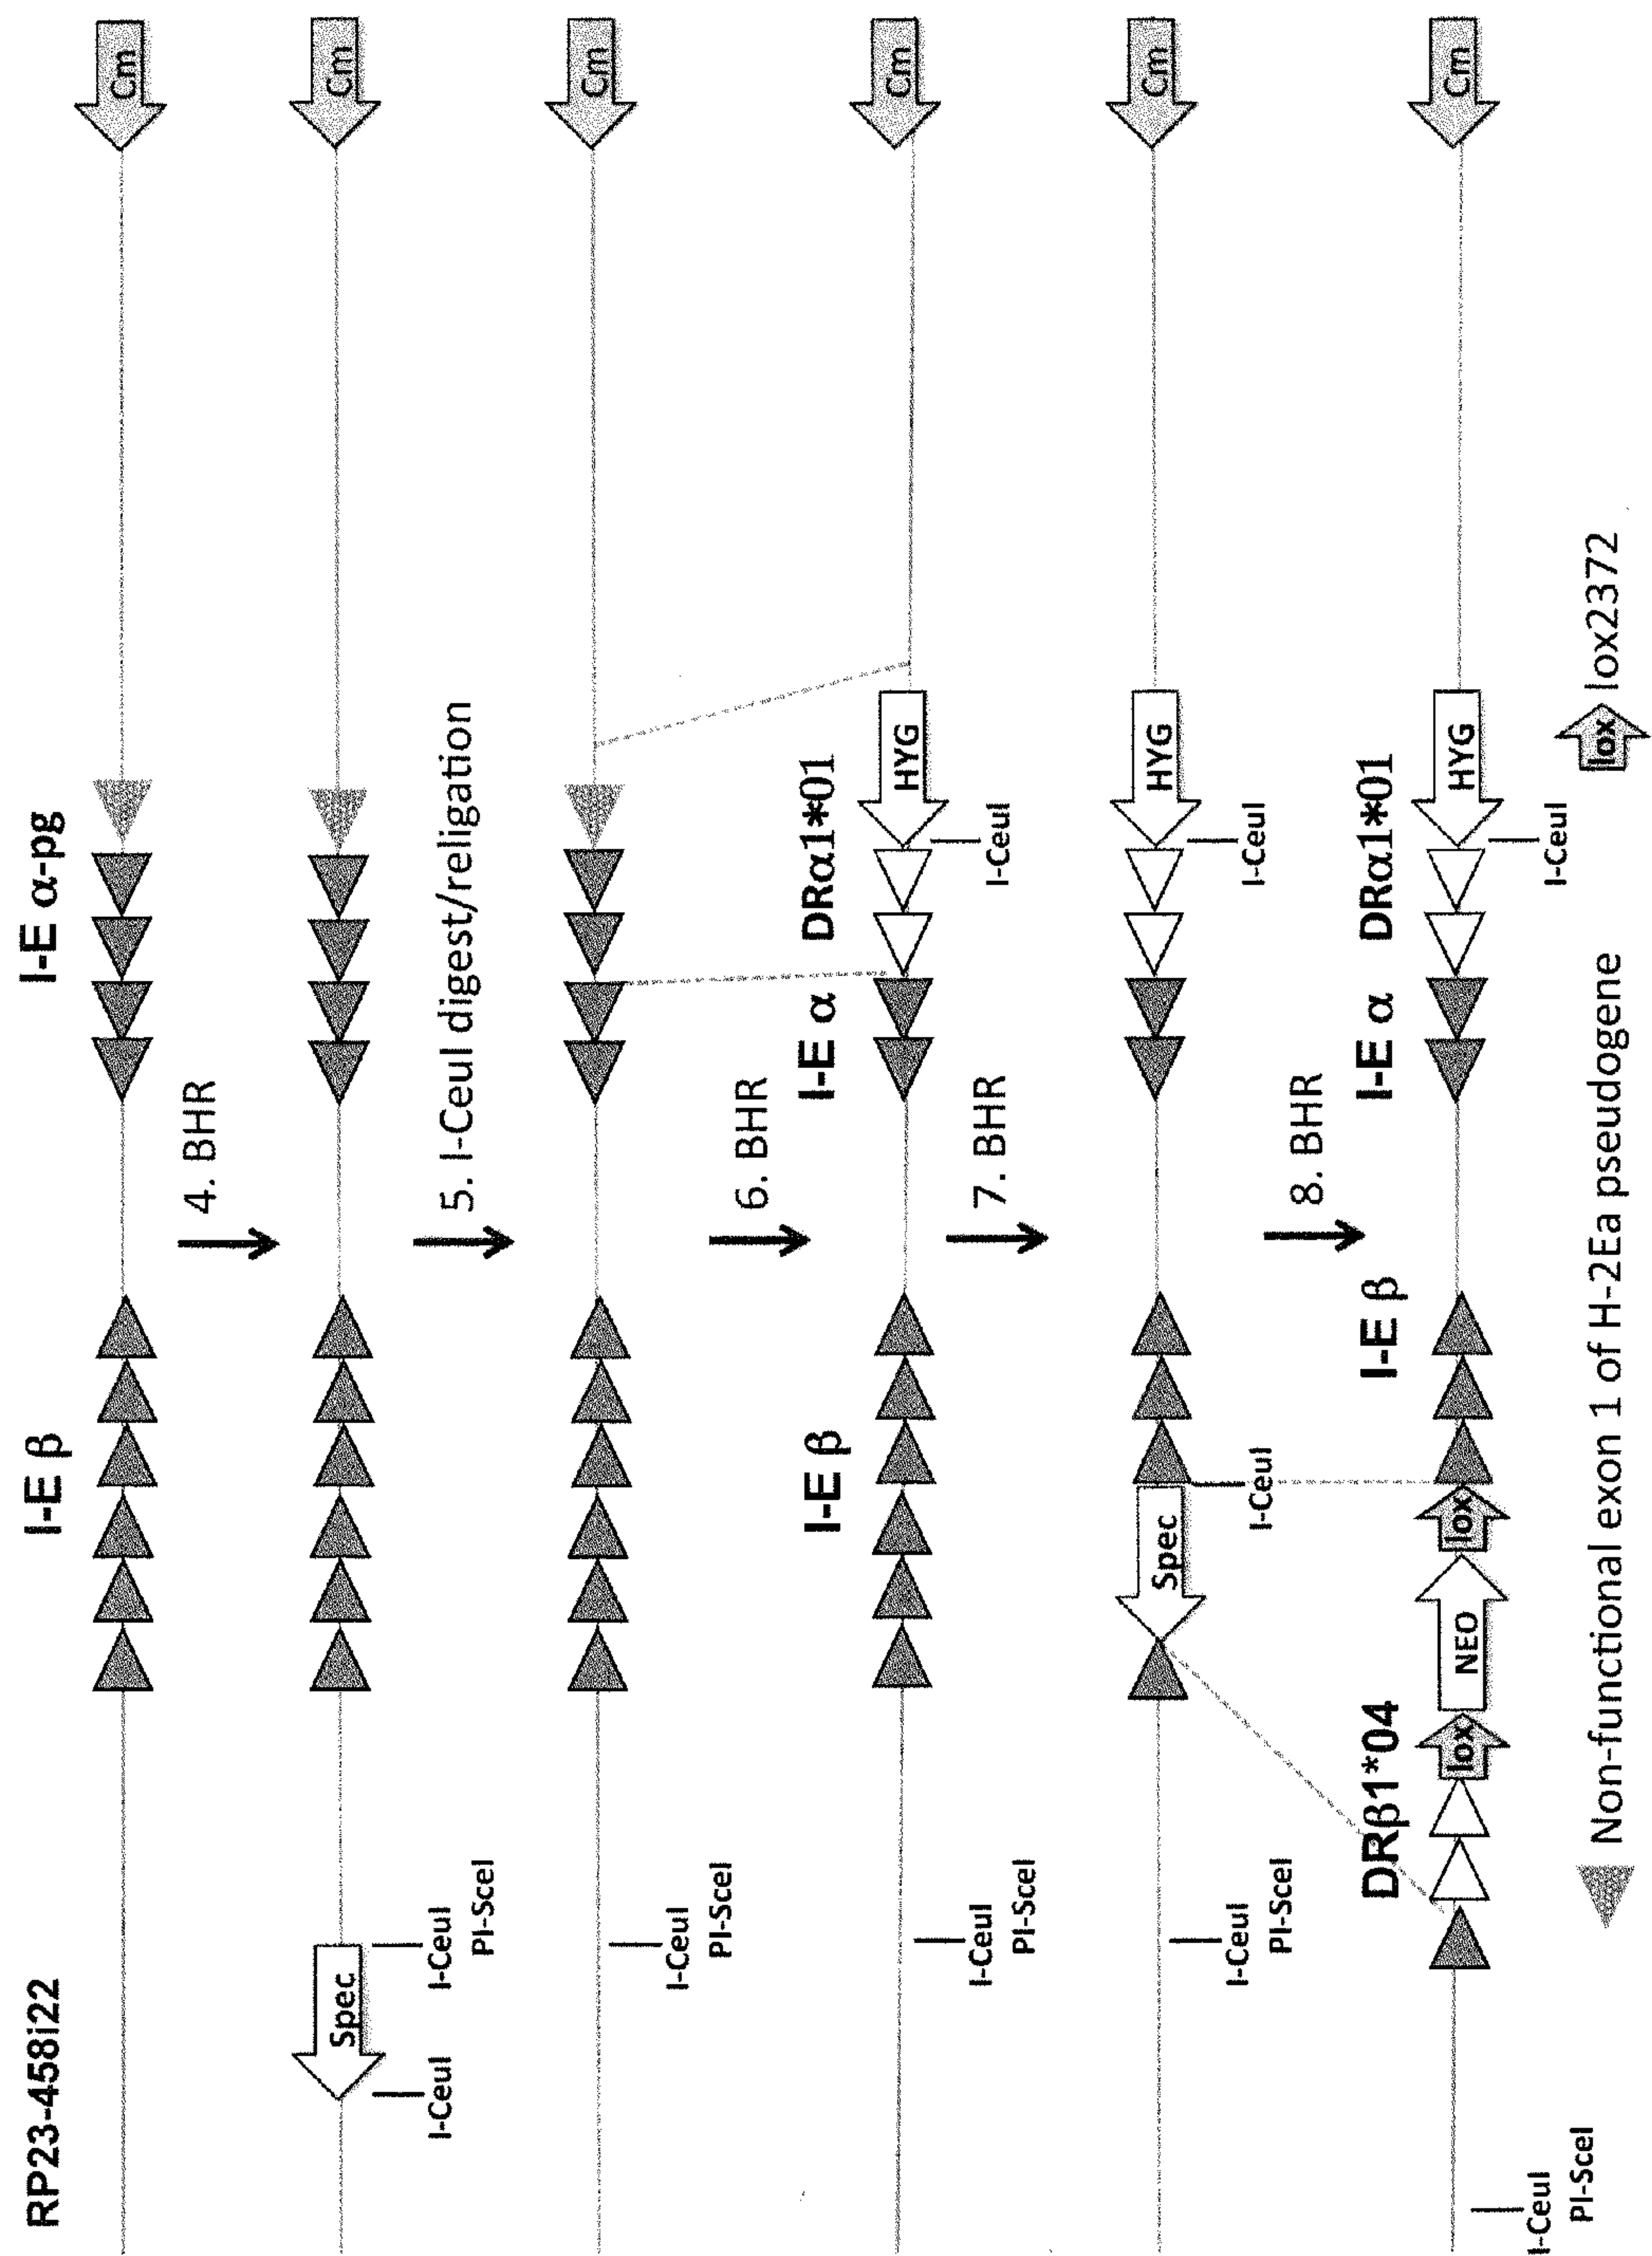 RP23-458i22 I-E β I-E α-pg
Cm
4. BHR
Spec Cm
I-CeuI I-CeuI
PI-SceI
5. I-CeuI digest/religation
Cm
I-CeuI
PI-SceI
6. BHR
I-E β I-E α DRα1*01
HYG Cm
I-CeuI I-CeuI
PI-SceI
7. BHR
Spec HYG Cm
I-CeuI I-CeuI I-CeuI
PI-SceI
8. BHR
DRβ1*04 I-E β I-E α DRα1*01
lox NEO lox HYG Cm
I-CeuI I-CeuI
PI-SceI
Non-functional exon 1 of H-2Ea pseudogene lox lox2372